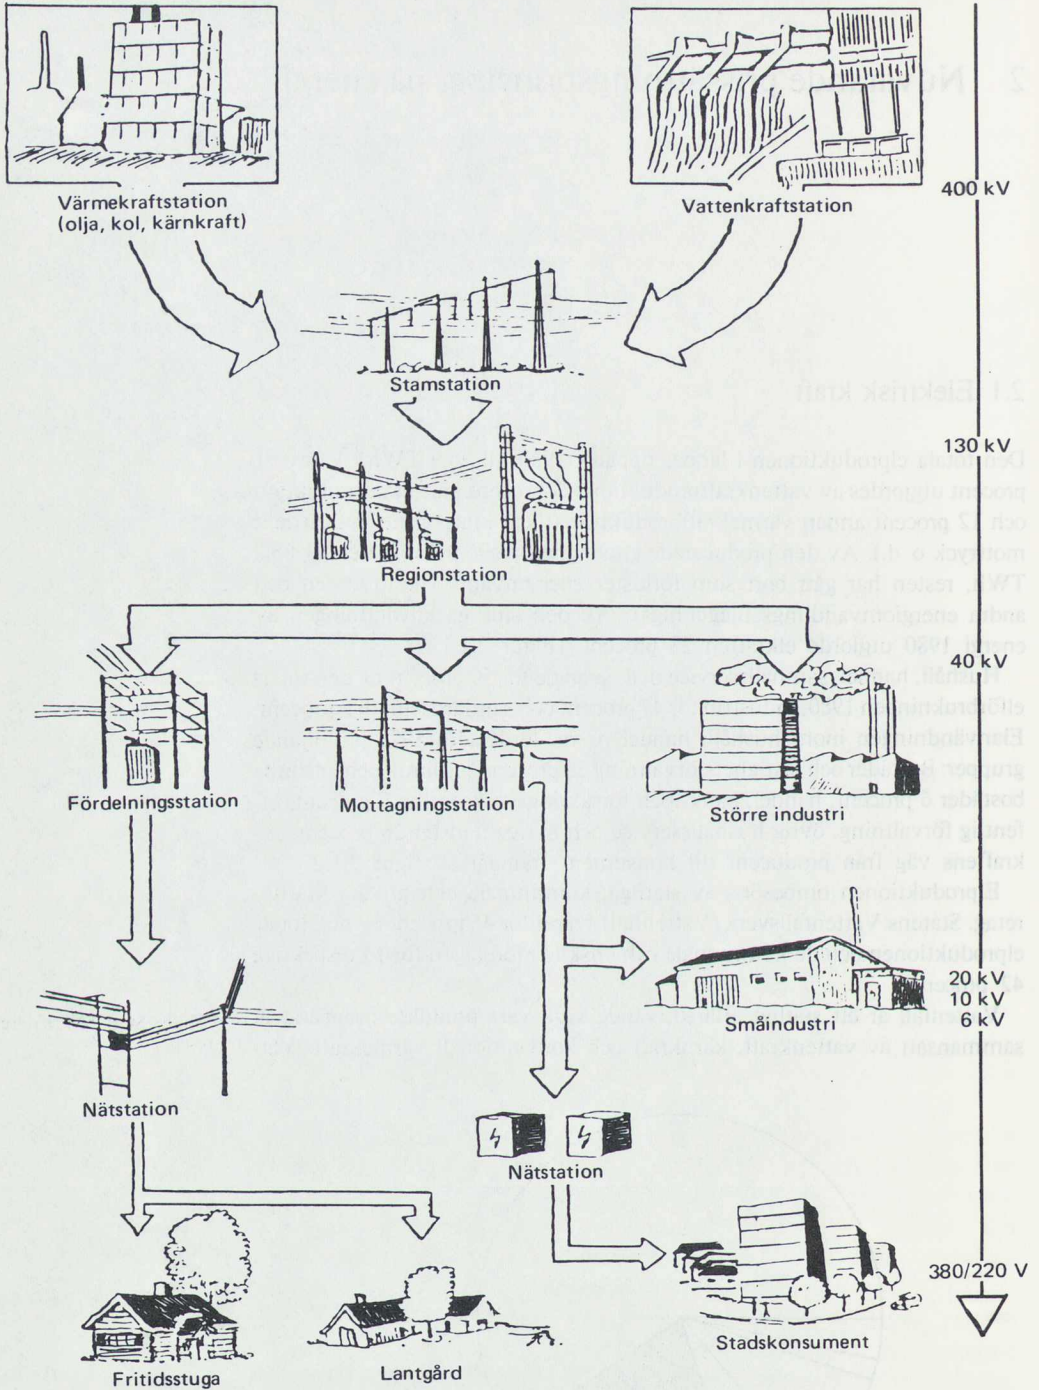 Värmekraftstation
(olja, kol, kärnkraft)
Vattenkraftstation
400 kV
Stamstation
130 kV
Regionstation
40 kV
Fördelningsstation
Mottagningsstation
Större industri
20 kV
10 kV
6 kV
Småindustri
Nätstation
Nätstation
380/220 V
Stadskonsument
Fritidsstuga
Lantgård